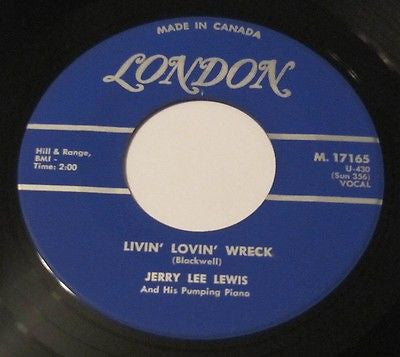 MADE IN CANADA
LONDON
Hill & Range,
BMI -
Time: 2:00
M. 17165
U-430
(Sun 356)
VOCAL
LIVIN' LOVIN' WRECK
(Blackwell)
JERRY LEE LEWIS
And His Pumping Piano